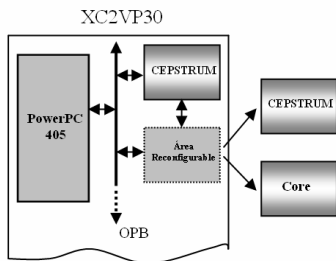 XC2VP30
CEPSTRUM
PowerPC
405
CEPSTRUM
Área
Reconfigurable
Core
OPB